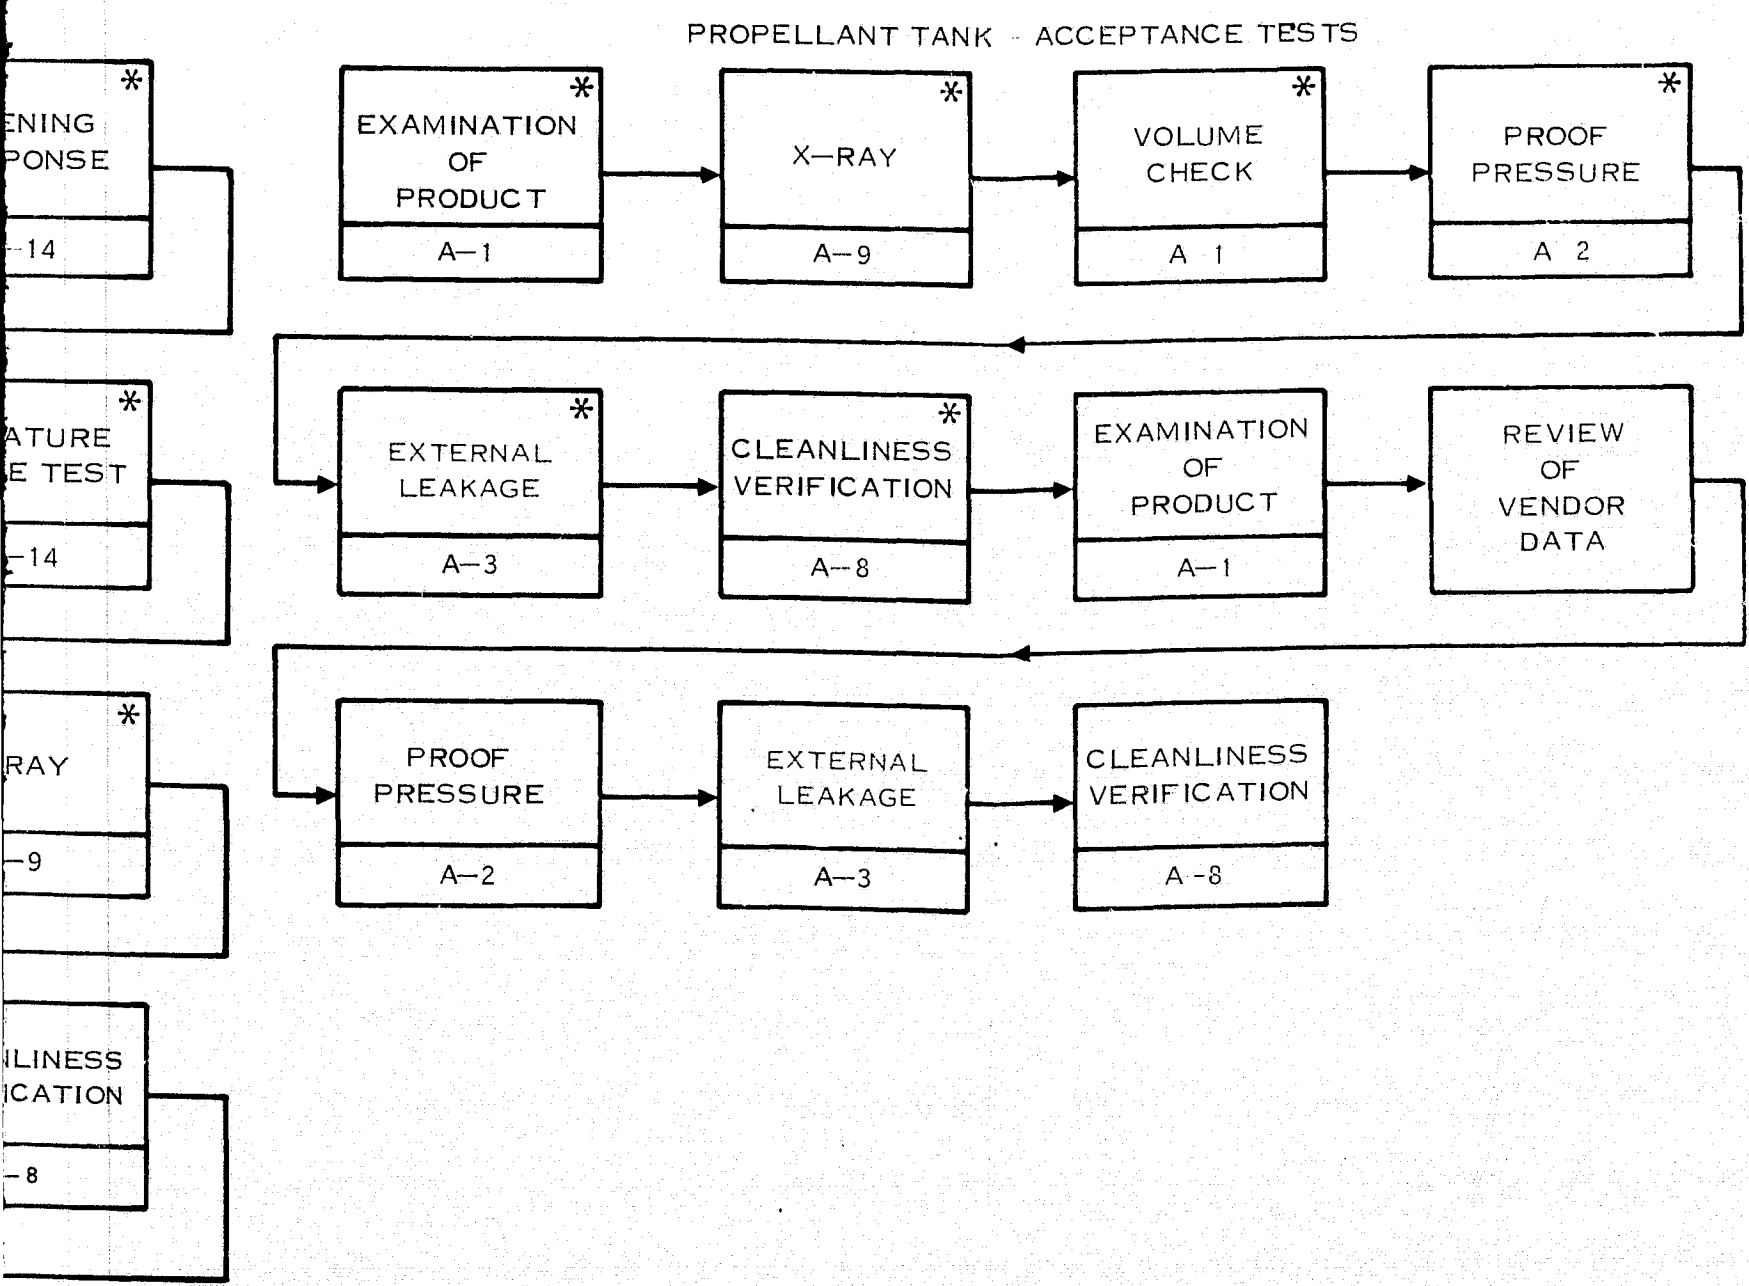 PROPELLANT TANK - ACCEPTANCE TESTS
*
EXAMINATION
OF
PRODUCT
A-1
*
X-RAY
A-9
*
VOLUME
CHECK
A 1
*
PROOF
PRESSURE
A 2
*
EXTERNAL
LEAKAGE
A-3
*
CLEANLINESS
VERIFICATION
A-8
EXAMINATION
OF
PRODUCT
A-1
REVIEW
OF
VENDOR
DATA
PROOF
PRESSURE
A-2
EXTERNAL
LEAKAGE
A-3
CLEANLINESS
VERIFICATION
A-8
*
ENING
PONSE
-14
*
ATURE
E TEST
-14
*
RAY
-9
LINESS
ICATION
-8